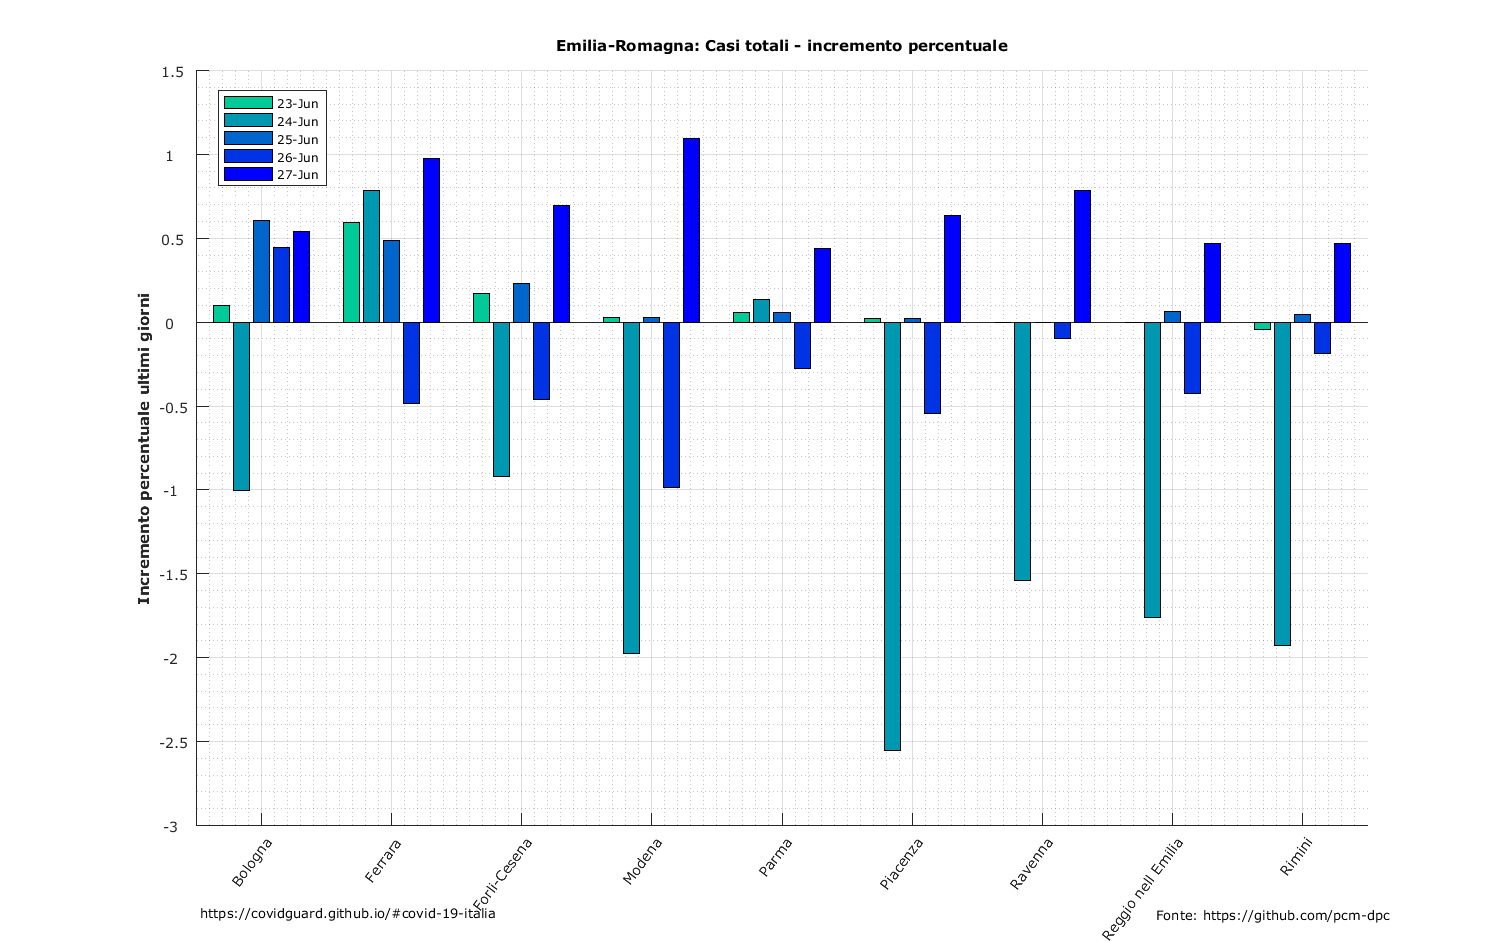 Emilia-Romagna: Casi totali - incremento percentuale
1.5
1
0.5
0
-0.5
-1
-1.5
-2
-2.5
-3
Incremento percentuale ultimi giorni
23-Jun
24-Jun
25-Jun
26-Jun
27-Jun
Bologna
Ferrara
Forlì-Cesena
Modena
Parma
Piacenza
Ravenna
Reggio nell Emilia
Rimini
https://covidguard.github.io/#covid-19-italia
Fonte: https://github.com/pcm-dpc